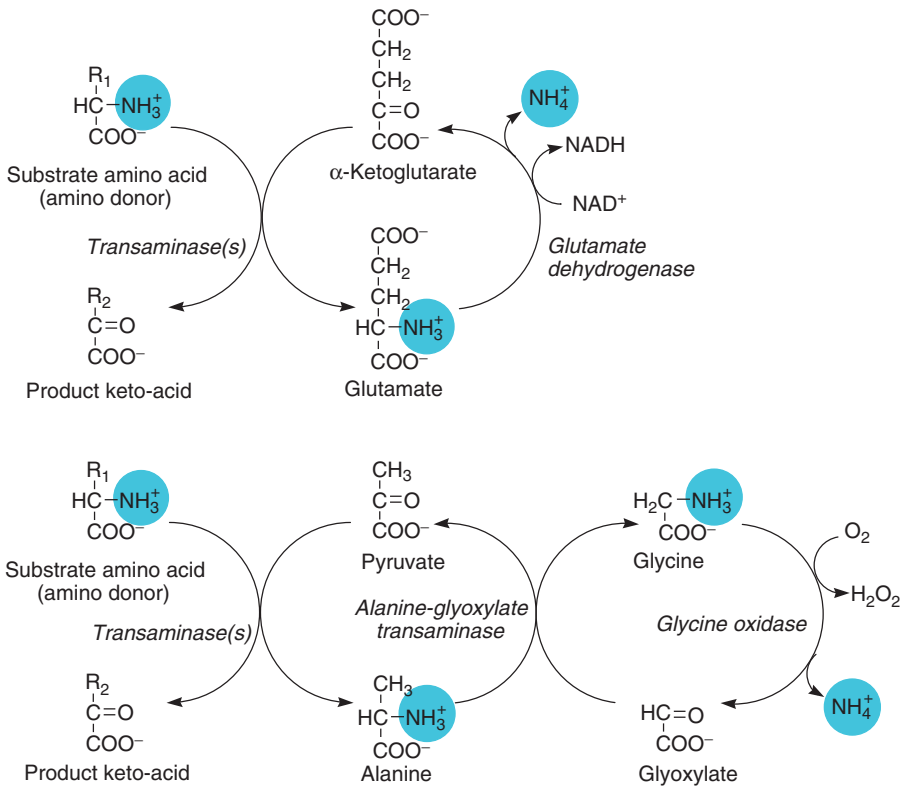 COO⁻
CH₂
CH₂
C=O
COO⁻
α-Ketoglutarate
R₁
HC–NH₃⁺
COO⁻
Substrate amino acid
(amino donor)
NH₄⁺
NADH
NAD⁺
Transaminase(s)
Glutamate
dehydrogenase
R₂
C=O
COO⁻
Product keto-acid
COO⁻
CH₂
CH₂
HC–NH₃⁺
COO⁻
Glutamate
R₁
HC–NH₃⁺
COO⁻
Substrate amino acid
(amino donor)
CH₃
C=O
COO⁻
Pyruvate
H₂C–NH₃⁺
COO⁻
Glycine
O₂
H₂O₂
Transaminase(s)
Alanine-glyoxylate
transaminase
Glycine oxidase
R₂
C=O
COO⁻
Product keto-acid
CH₃
HC–NH₃⁺
COO⁻
Alanine
HC=O
COO⁻
Glyoxylate
NH₄⁺